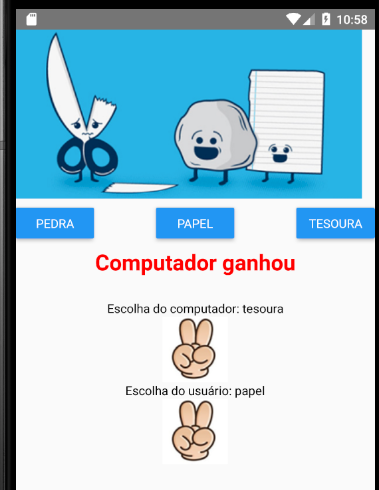 10:58
PEDRA PAPEL TESOURA
Computador ganhou
Escolha do computador: tesoura
Escolha do usuário: papel